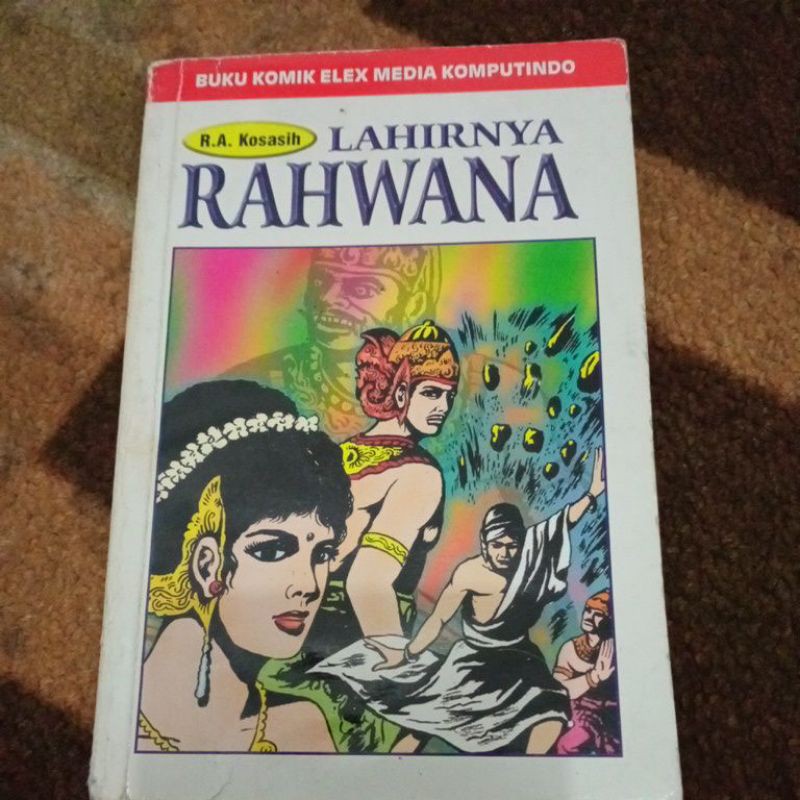 BUKU KOMIK ELEX MEDIA KOMPUTINDO
R.A. Kosasih
LAHIRNYA
RAHWANA